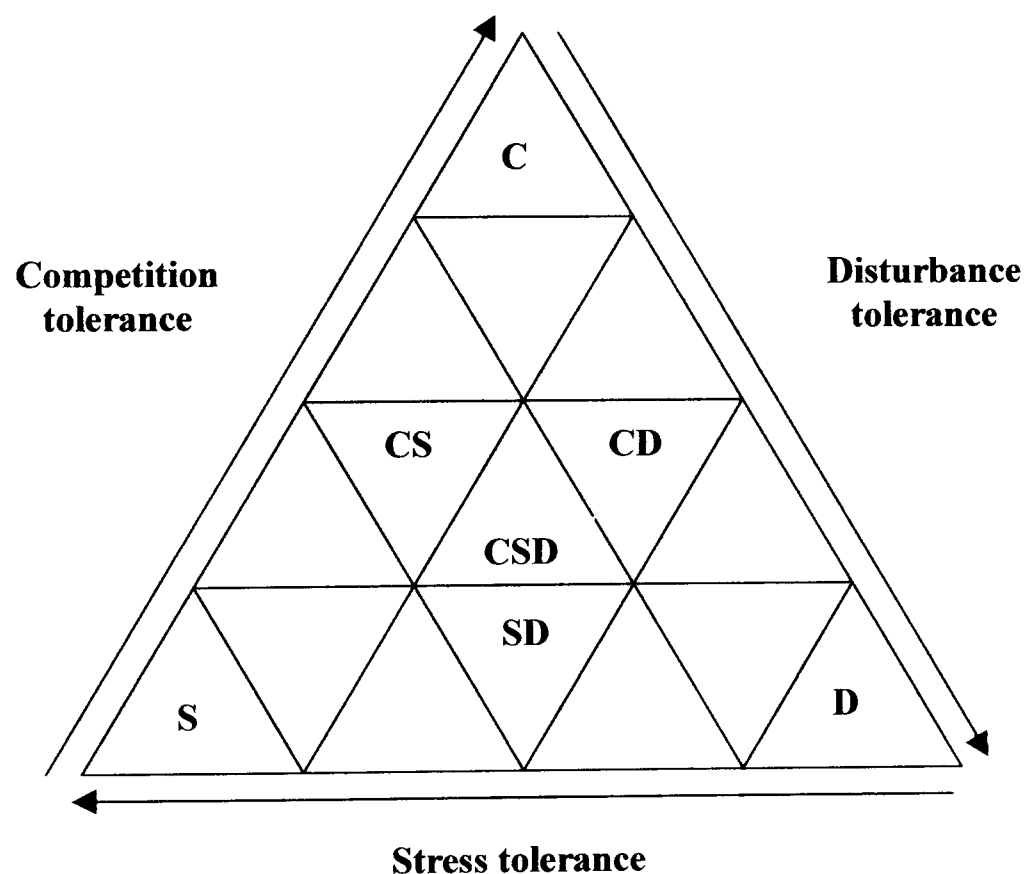 C
Competition
tolerance
Disturbance
tolerance
CS
CD
CSD
SD
S
D
Stress tolerance